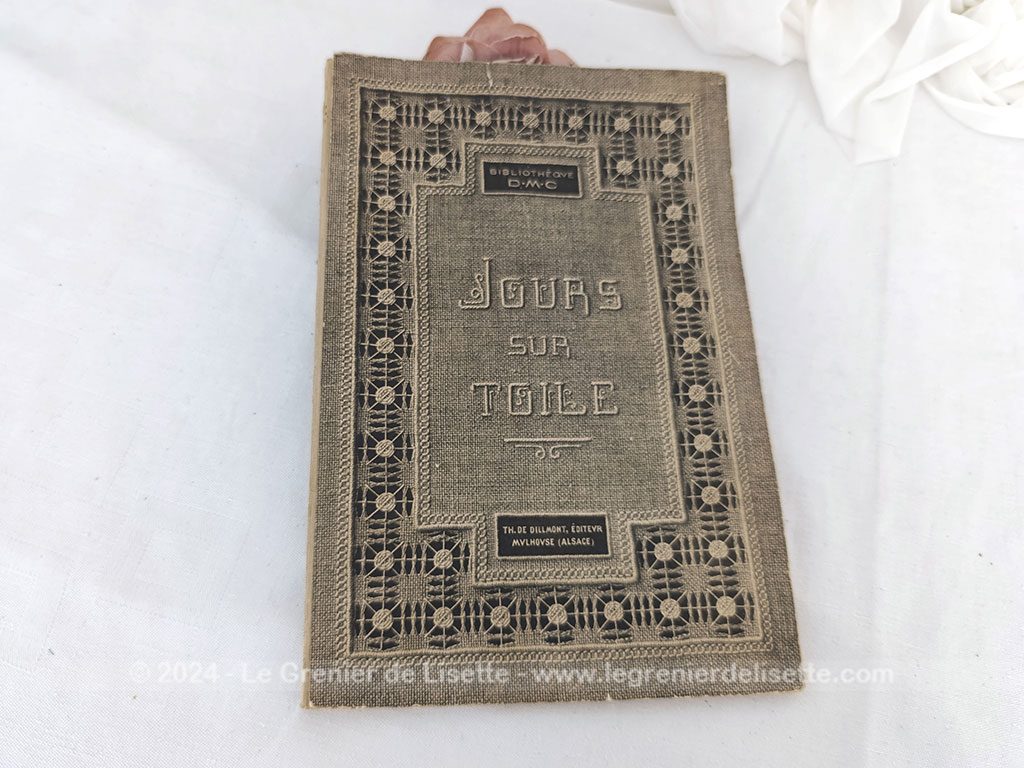 BIBLIOTHÈQVE
D·M·C
JOURS
SUR
TOILE
TH. DE DILLMONT, ÉDITEVR
MVLHOVSE (ALSACE)
© 2024 - Le Grenier de Lisette - www.legrenierdelisette.com